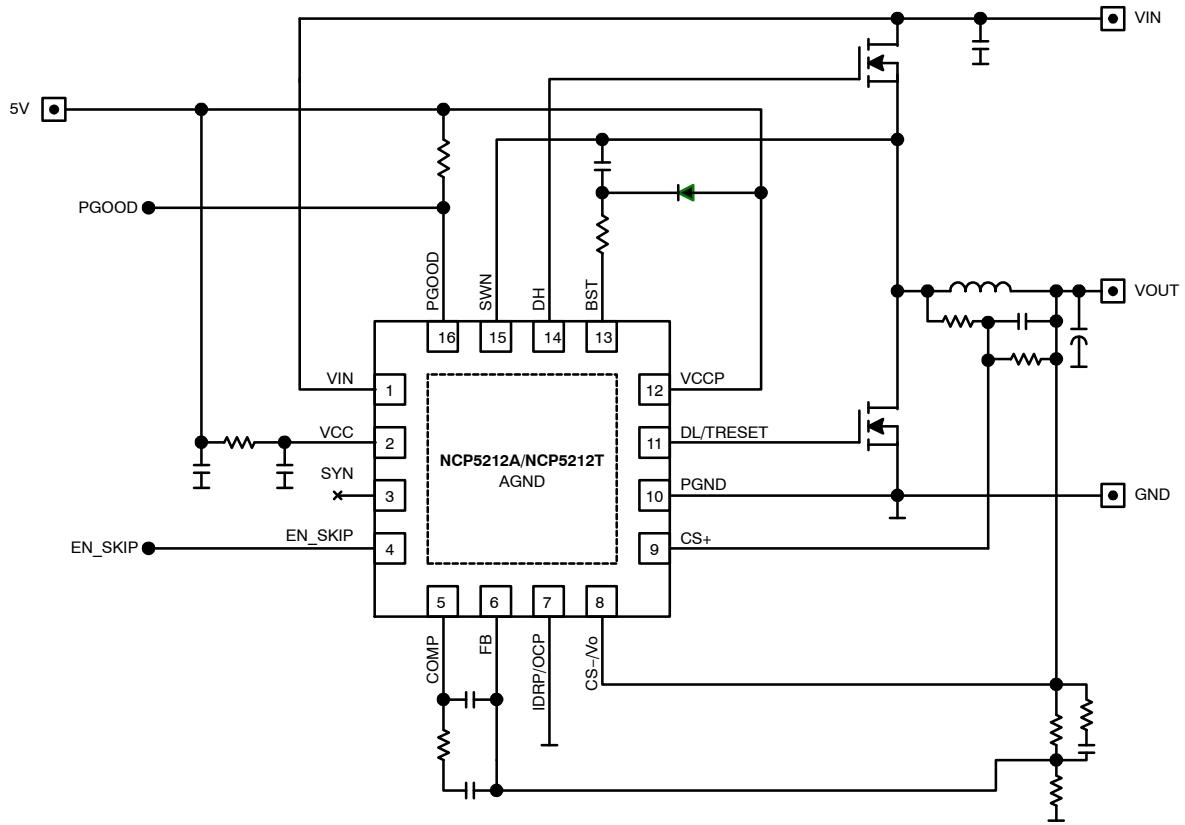 VIN
5V
PGOOD
PGOOD
SWN
DH
BST
16
15
14
13
VOUT
VIN
1
12
VCCP
VCC
2
11
DL/TRESET
NCP5212A/NCP5212T
AGND
SYN
3
10
PGND
GND
EN_SKIP
EN_SKIP
4
9
CS+
5
6
7
8
COMP
FB
IDRP/OCP
CS−/Vo